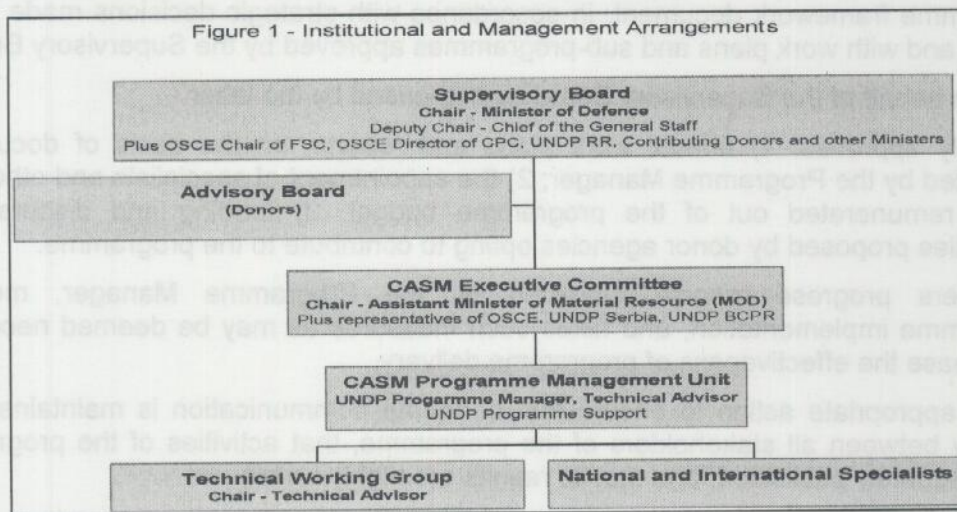 Figure 1 - Institutional and Management Arrangements
Supervisory Board
Chair - Minister of Defence
Deputy Chair - Chief of the General Staff
Plus OSCE Chair of FSC, OSCE Director of CPC, UNDP RR, Contributing Donors and other Ministers
Advisory Board
(Donors)
CASM Executive Committee
Chair - Assistant Minister of Material Resource (MOD)
Plus representatives of OSCE, UNDP Serbia, UNDP BCPR
CASM Programme Management Unit
UNDP Progarmme Manager, Technical Advisor
UNDP Programme Support
Technical Working Group
Chair - Technical Advisor
National and International Specialists